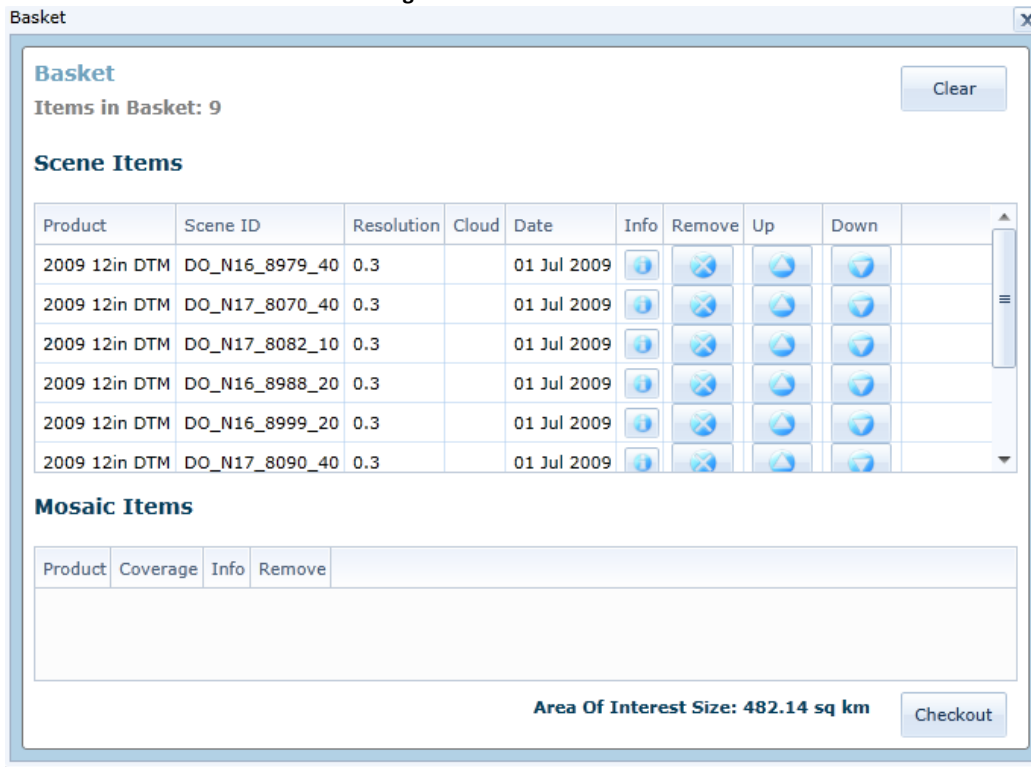 Basket
Basket
Clear
Items in Basket: 9
Scene Items
Product Scene ID Resolution Cloud Date Info Remove Up Down
2009 12in DTM DO_N16_8979_40 0.3 01 Jul 2009
2009 12in DTM DO_N17_8070_40 0.3 01 Jul 2009
2009 12in DTM DO_N17_8082_10 0.3 01 Jul 2009
2009 12in DTM DO_N16_8988_20 0.3 01 Jul 2009
2009 12in DTM DO_N16_8999_20 0.3 01 Jul 2009
2009 12in DTM DO_N17_8090_40 0.3 01 Jul 2009
Mosaic Items
Product Coverage Info Remove
Area Of Interest Size: 482.14 sq km
Checkout